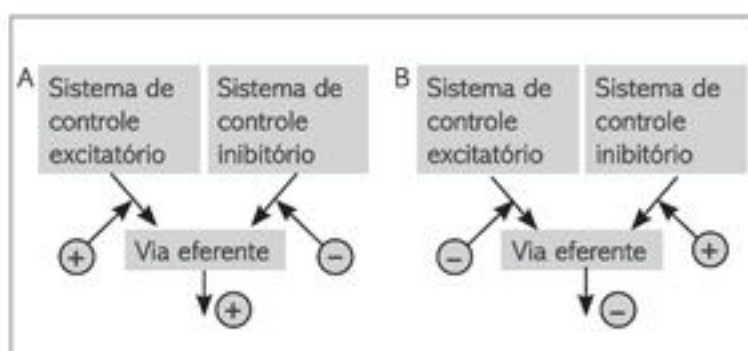 A
Sistema de
controle
excitatório
Sistema de
controle
inibitório
+
−
Via eferente
+
B
Sistema de
controle
excitatório
Sistema de
controle
inibitório
−
+
Via eferente
−